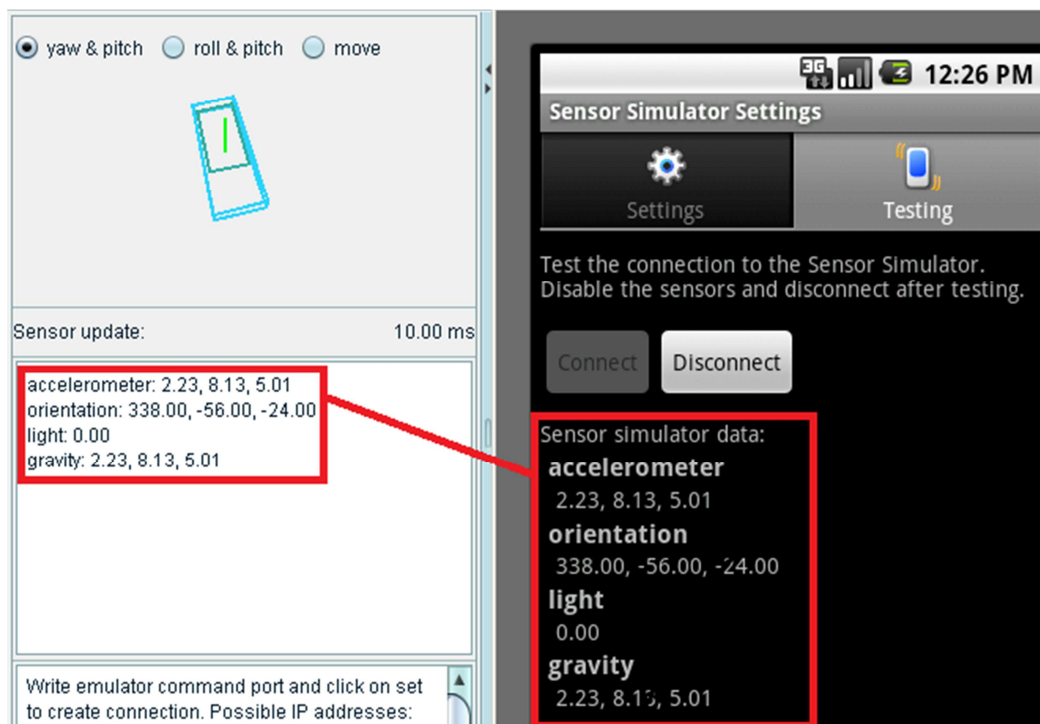 yaw & pitch roll & pitch move
Sensor update: 10.00 ms
accelerometer: 2.23, 8.13, 5.01
orientation: 338.00, -56.00, -24.00
light: 0.00
gravity: 2.23, 8.13, 5.01
Write emulator command port and click on set
to create connection. Possible IP addresses:
3G 12:26 PM
Sensor Simulator Settings
Settings Testing
Test the connection to the Sensor Simulator.
Disable the sensors and disconnect after testing.
Connect Disconnect
Sensor simulator data:
accelerometer
2.23, 8.13, 5.01
orientation
338.00, -56.00, -24.00
light
0.00
gravity
2.23, 8.13, 5.01